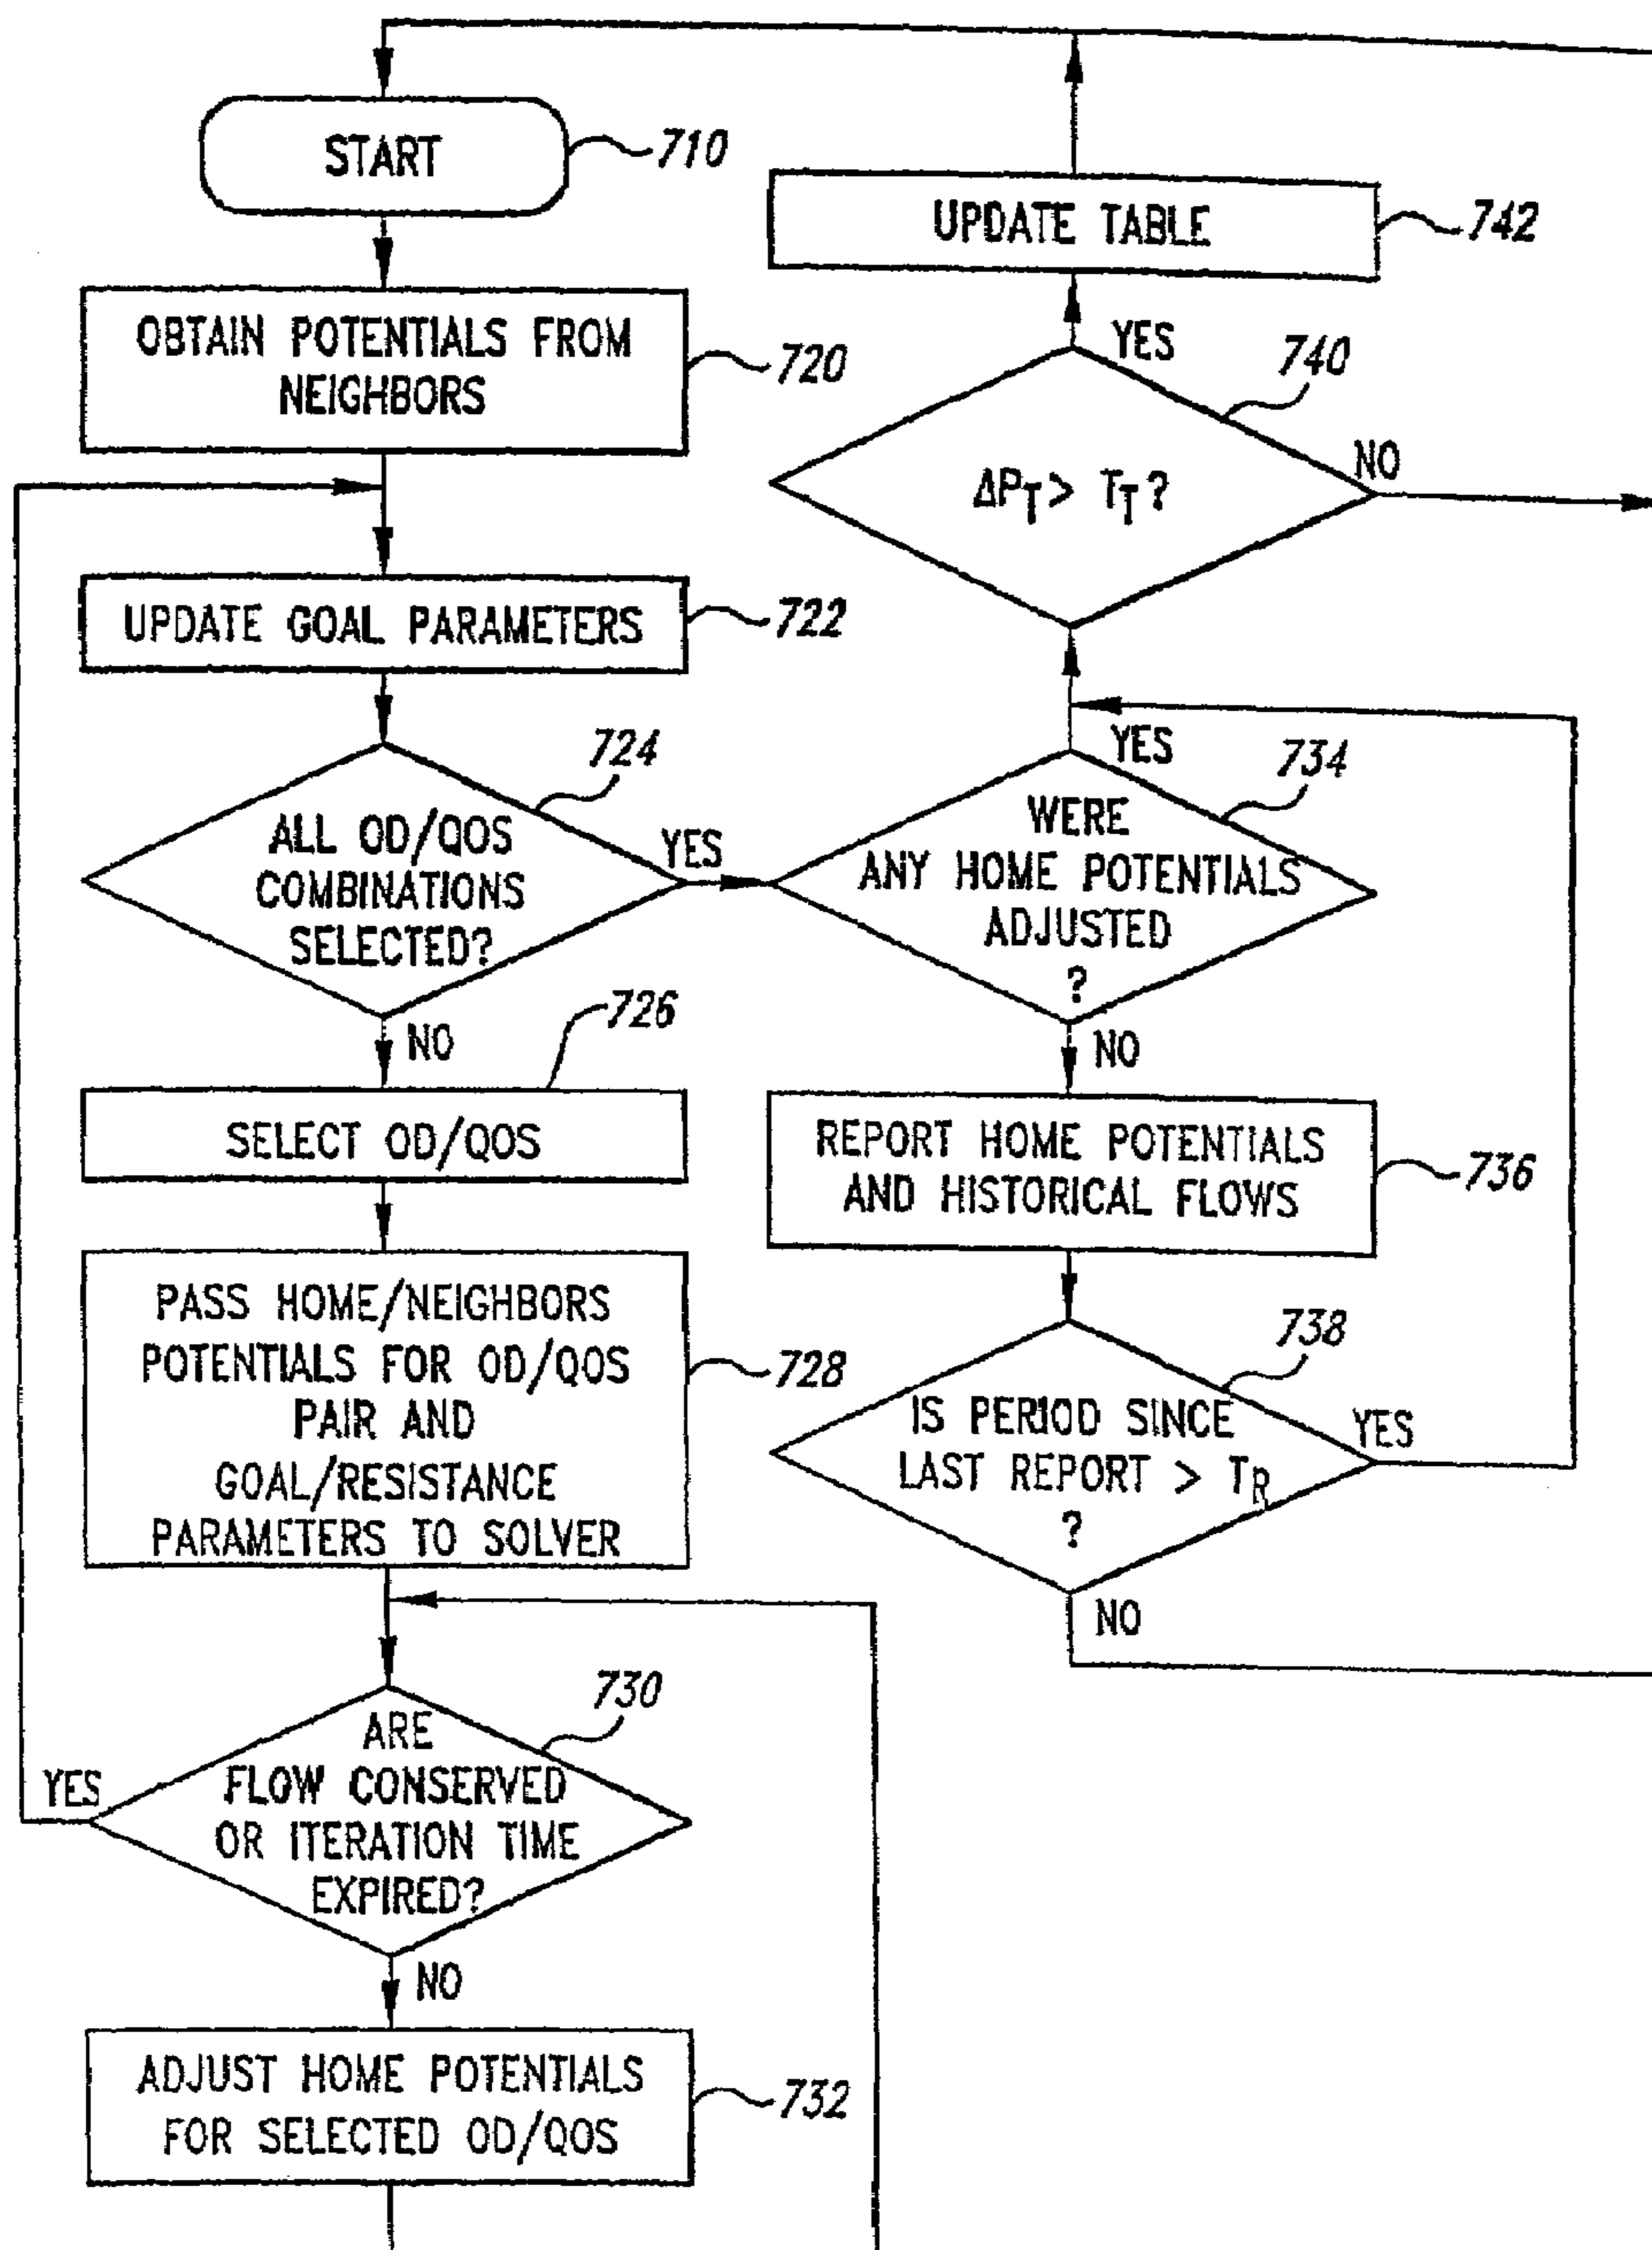 START
710
OBTAIN POTENTIALS FROM
NEIGHBORS
720
UPDATE GOAL PARAMETERS
722
724
ALL OD/QOS
COMBINATIONS
SELECTED?
YES
NO
726
SELECT OD/QOS
PASS HOME/NEIGHBORS
POTENTIALS FOR OD/QOS
PAIR AND
GOAL/RESISTANCE
PARAMETERS TO SOLVER
728
730
ARE
FLOW CONSERVED
OR ITERATION TIME
EXPIRED?
YES
NO
ADJUST HOME POTENTIALS
FOR SELECTED OD/QOS
732
UPDATE TABLE
742
YES
740
ΔPT > TT ?
NO
YES
734
WERE
ANY HOME POTENTIALS
ADJUSTED
?
NO
REPORT HOME POTENTIALS
AND HISTORICAL FLOWS
736
738
IS PERIOD SINCE
LAST REPORT > TR
?
YES
NO